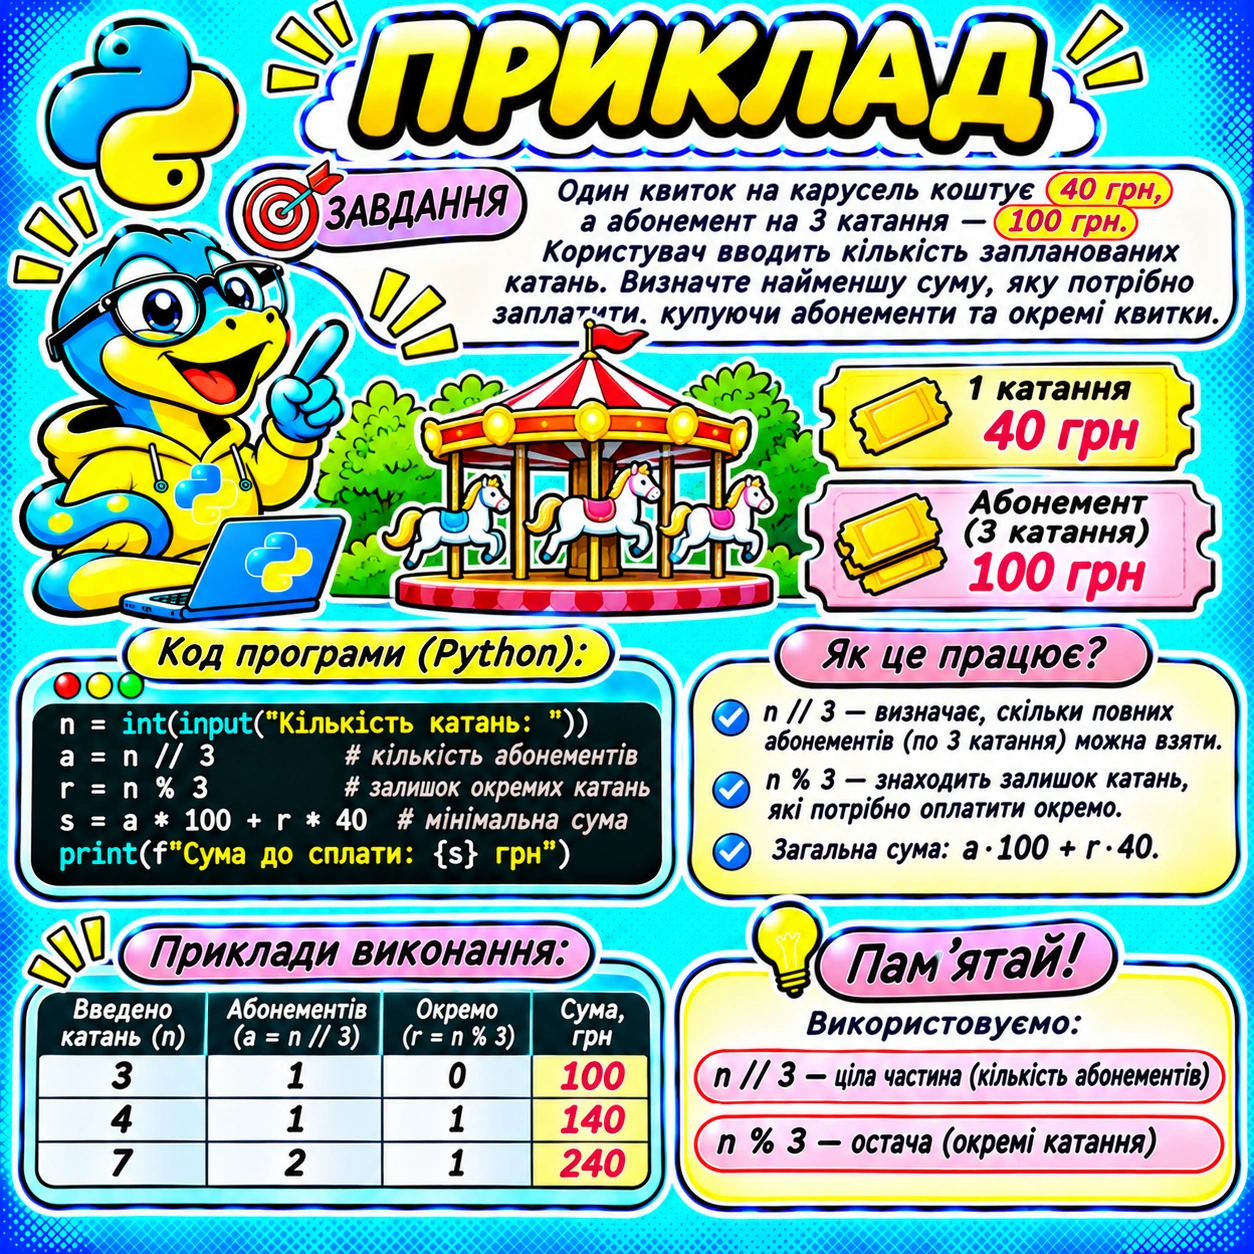 ПРИКЛАД
ЗАВДАННЯ
Один квиток на карусель коштує 40 грн,
а абонемент на 3 катання — 100 грн.
Користувач вводить кількість запланованих
катань. Визначте найменшу суму, яку потрібно
заплатити, купуючи абонементи та окремі квитки.
1 катання
40 грн
Абонемент
(3 катання)
100 грн
Код програми (Python):
n = int(input("Кількість катань: "))
a = n // 3 # кількість абонементів
r = n % 3 # залишок окремих катань
s = a * 100 + r * 40 # мінімальна сума
print(f"Сума до сплати: {s} грн")
Як це працює?
n // 3 — визначає, скільки повних
абонементів (по 3 катання) можна взяти.
n % 3 — знаходить залишок катань,
які потрібно оплатити окремо.
Загальна сума: a·100 + r·40.
Приклади виконання:
Введено катань (n) Абонементів (a = n // 3) Окремо (r = n % 3) Сума, грн
3 1 0 100
4 1 1 140
7 2 1 240
Пам'ятай!
Використовуємо:
n // 3 — ціла частина (кількість абонементів)
n % 3 — остача (окремі катання)